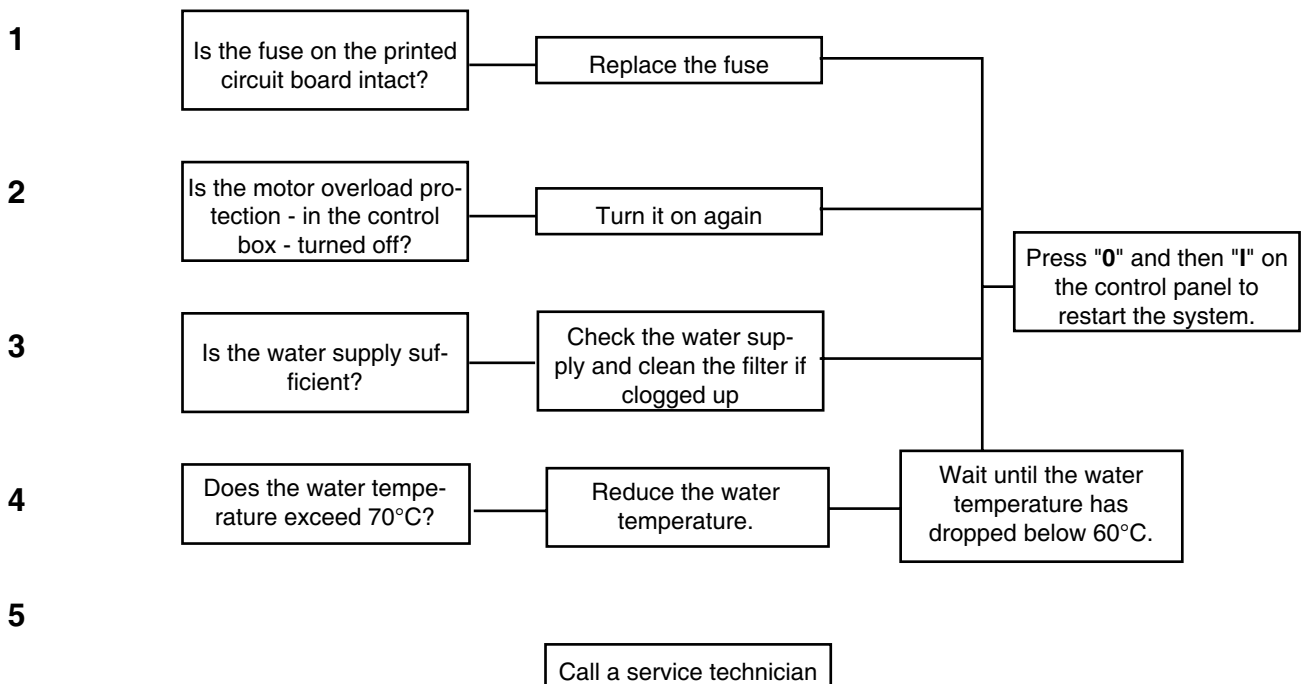 1
Is the fuse on the printed
circuit board intact?
Replace the fuse
2
Is the motor overload pro-
tection - in the control
box - turned off?
Turn it on again
Press "0" and then "I" on
the control panel to
restart the system.
3
Is the water supply suf-
ficient?
Check the water sup-
ply and clean the filter if
clogged up
4
Does the water tempe-
rature exceed 70°C?
Reduce the water
temperature.
Wait until the water
temperature has
dropped below 60°C.
5
Call a service technician